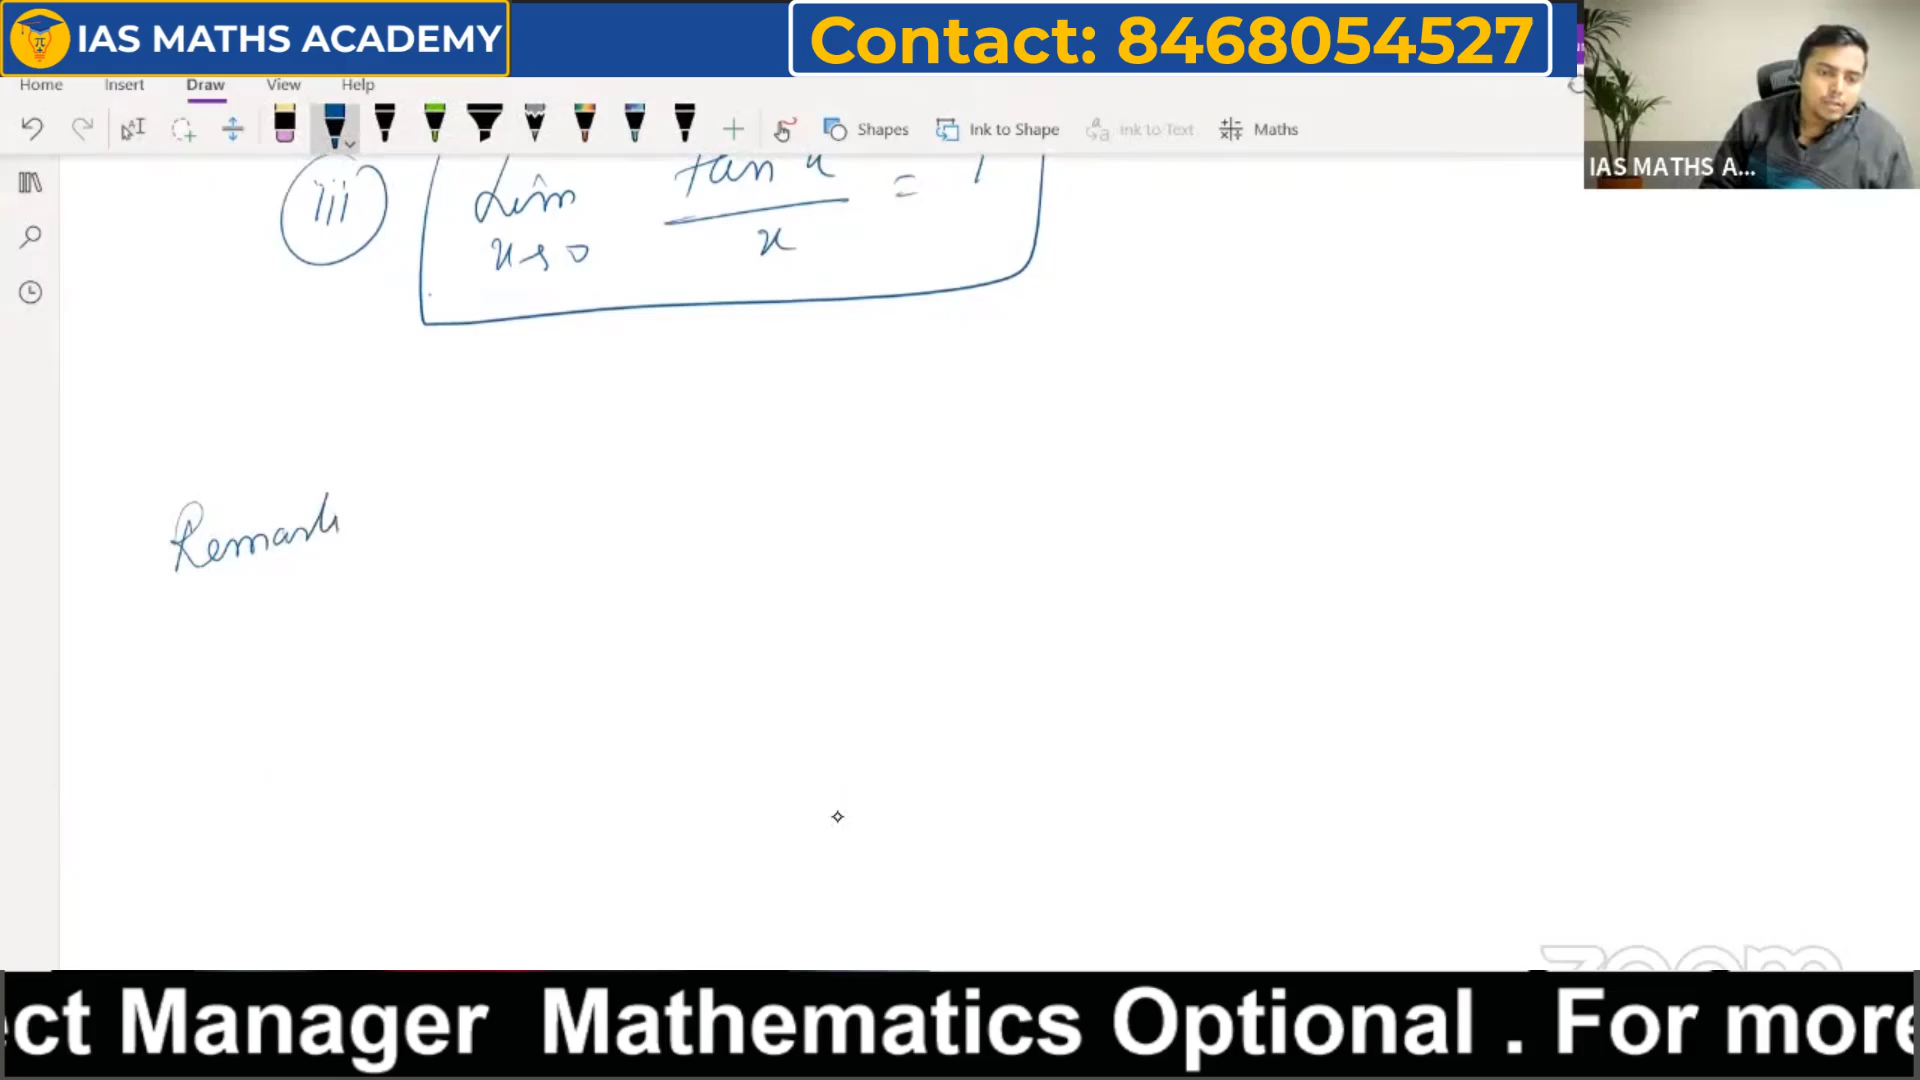 IAS MATHS ACADEMY
Contact: 8468054527
Home Insert Draw View Help
Shapes Ink to Shape Ink to Text Maths
IAS MATHS A...
iii Lim x→0 tan x / x = 1
Remark
zoom
ct Manager Mathematics Optional . For more